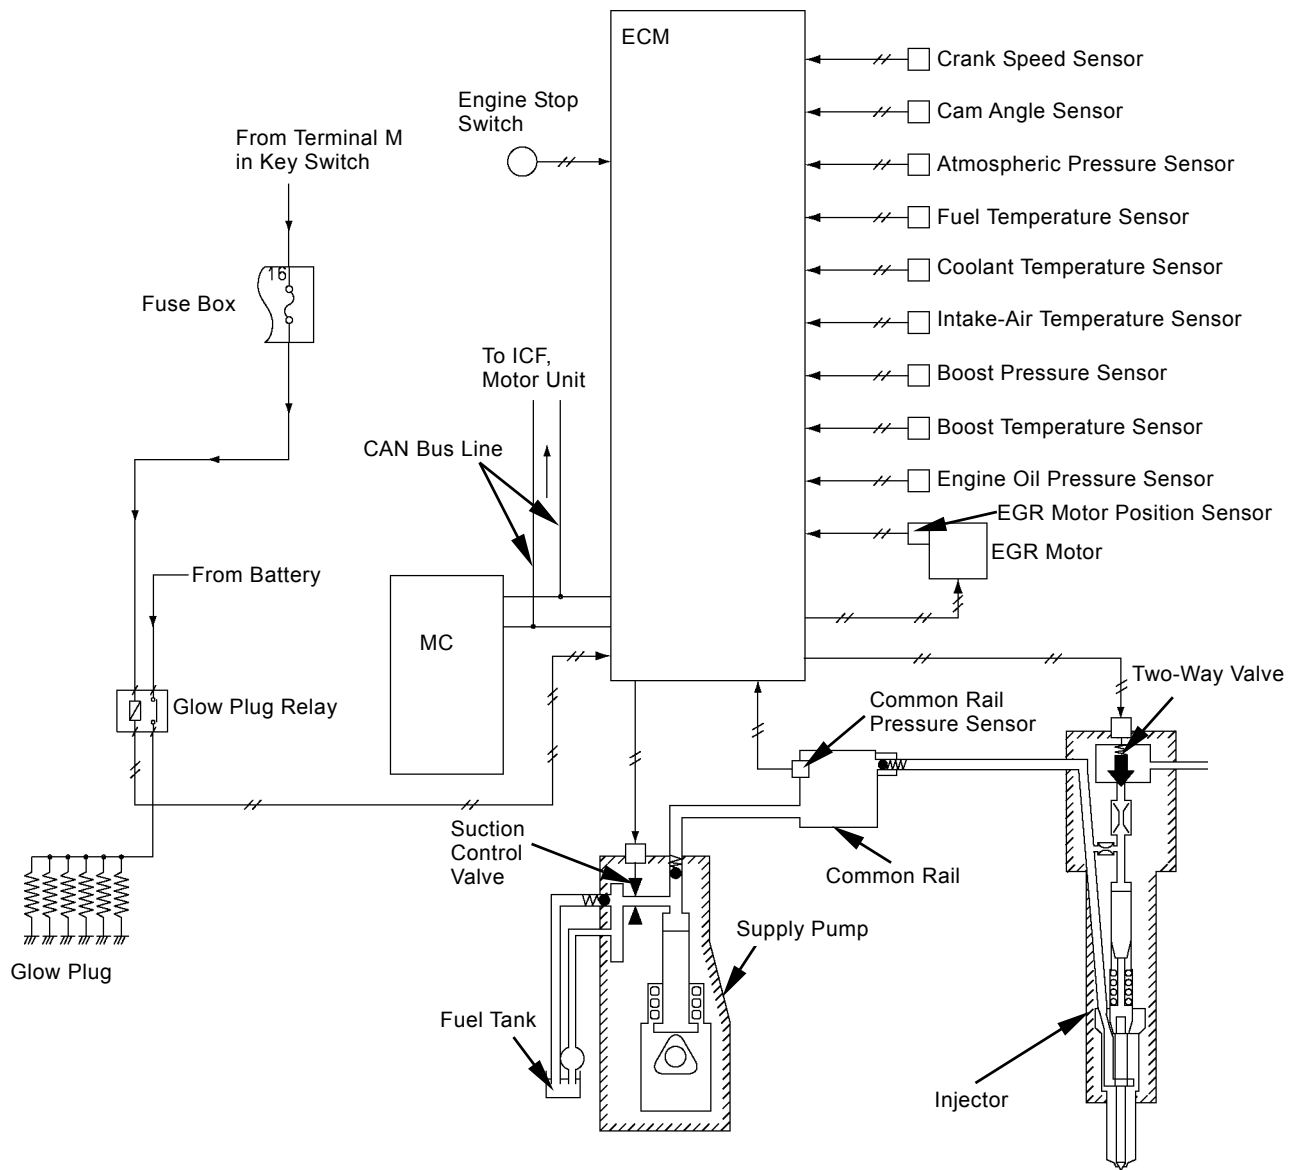 ECM
Crank Speed Sensor
Engine Stop
Switch
Cam Angle Sensor
From Terminal M
in Key Switch
Atmospheric Pressure Sensor
Fuel Temperature Sensor
Coolant Temperature Sensor
16
Fuse Box
Intake-Air Temperature Sensor
To ICF,
Motor Unit
Boost Pressure Sensor
Boost Temperature Sensor
CAN Bus Line
Engine Oil Pressure Sensor
EGR Motor Position Sensor
EGR Motor
From Battery
MC
Two-Way Valve
Glow Plug Relay
Common Rail
Pressure Sensor
Suction
Control
Valve
Common Rail
Supply Pump
Glow Plug
Fuel Tank
Injector